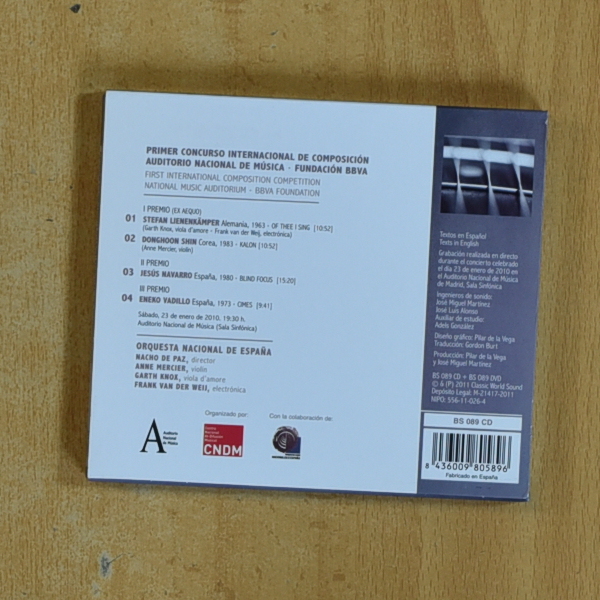 PRIMER CONCURSO INTERNACIONAL DE COMPOSICIÓN
AUDITORIO NACIONAL DE MÚSICA · FUNDACIÓN BBVA
FIRST INTERNATIONAL COMPOSITION COMPETITION
NATIONAL MUSIC AUDITORIUM · BBVA FOUNDATION
I PREMIO (EX AEQUO)
01 STEFAN LIENENKÄMPER Alemania, 1963 - OF THEE I SING [10:52]
(Garth Knox, viola d'amore - Frank van der Weij, electrónica)
02 DONGHOON SHIN Corea, 1983 - KALON [10:52]
(Anne Mercier, violin)
II PREMIO
03 JESÚS NAVARRO España, 1980 - BLIND FOCUS [15:20]
III PREMIO
04 ENEKO VADILLO España, 1973 - CIMES [9:41]
Sábado, 23 de enero de 2010. 19:30 h.
Auditorio Nacional de Música (Sala Sinfónica)
ORQUESTA NACIONAL DE ESPAÑA
NACHO DE PAZ, director
ANNE MERCIER, violin
GARTH KNOX, viola d'amore
FRANK VAN DER WEIJ, electrónica
Organizado por:
Con la colaboración de:
A
Auditorio
Nacional
de Música
CNDM
Textos en Español
Texts in English
Grabación realizada en directo
durante el concierto celebrado
el día 23 de enero de 2010 en
el Auditorio Nacional de Música
de Madrid, Sala Sinfónica
Ingenieros de sonido:
José Miguel Martínez
José Luis Alonso
Auxiliar de estudio:
Adels González
Diseño gráfico: Pilar de la Vega
Traducción: Gordon Burt
Producción: Pilar de la Vega
y José Miguel Martínez
BS 089 CD + BS 089 DVD
© & (P) 2011 Classic World Sound
Depósito Legal: M-21417-2011
NIPO: 556-11-026-4
BS 089 CD
8 436009 805896
Fabricado en España